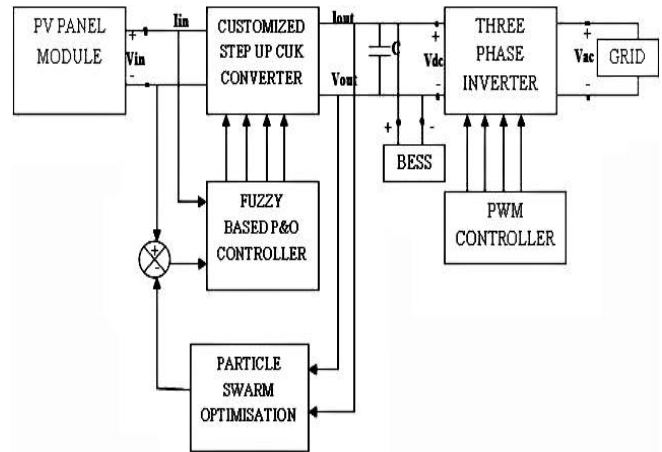 PV PANEL
MODULE
+
Vin
-
Iin
CUSTOMIZED
STEP UP CUK
CONVERTER
Iout
Vout
C
+
Vdc
-
THREE
PHASE
INVERTER
+
Vac
-
GRID
+ -
BESS
FUZZY
BASED P&O
CONTROLLER
PWM
CONTROLLER
+
-
PARTICLE
SWARM
OPTIMISATION